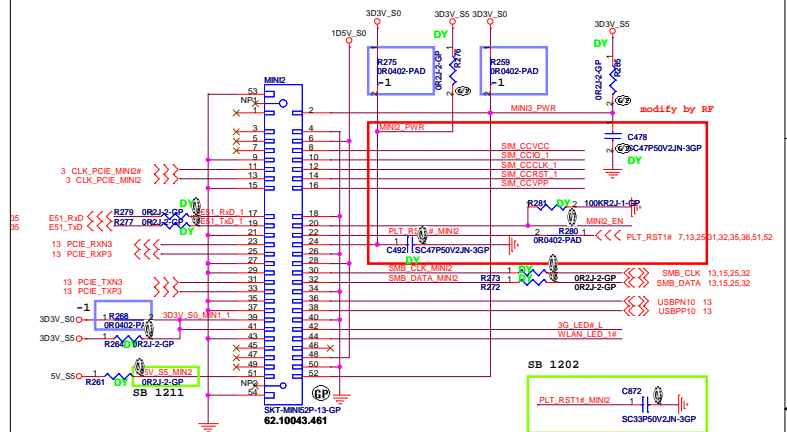 3D3V_S0
3D3V_S5 3D3V_S0
1D5V_S0
3D3V_S5
DY
DY
R275
0R0402-PAD
-1
R276
0R2J-2-GP
R259
0R0402-PAD
-1
0R2J-2-GP
MINI2
53
NP1
1 2
MINI3_PWR
modify by RF
MINI2_PWR
3 4
5 6
7 8
9 10
11 12
13 14
15 16
SIM_CCVCC
SIM_CCIO_1
SIM_CCCLK_1
SIM_CCRST_1
SIM_CCVPP
C478
SC47P50V2JN-3GP
DY
3 CLK_PCIE_MINI2#
3 CLK_PCIE_MINI2
R281
100KR2J-1-GP
DY
35 E51_RxD
35 E51_TxD
R279 0R2J-2-GP
R277 0R2J-2-GP
DY
E51_RxD_1
E51_TxD_1
17 18
19 20
21 22
23 24
25 26
27 28
29 30
31 32
33 34
35 36
37 38
39 40
41 42
43 44
45 46
47 48
49 50
51 52
NP2
54
MINI2_EN
R280
0R0402-PAD
PLT_RST1# 7,13,25,31,32,35,36,51,52
C492
SC47P50V2JN-3GP
DY
13 PCIE_RXN3
13 PCIE_RXP3
13 PCIE_TXN3
13 PCIE_TXP3
SMB_CLK_MINI2
SMB_DATA_MINI2
R273
R272
DY
0R2J-2-GP
0R2J-2-GP
SMB_CLK 13,15,25,32
SMB_DATA 13,15,25,32
USBPN10 13
USBPP10 13
-1
3D3V_S0
R268
3D3V_S0_MINI1_1
3D3V_S5
R264
DY
0R2J-2-GP
3G_LED#_L
WLAN_LED_1#
5V_S5
R261
DY
5V_S5_MINI2
0R2J-2-GP
SB 1211
GP
SKT-MINI52P-13-GP
62.10043.461
SB 1202
PLT_RST1#_MINI2
C872
SC33P50V2JN-3GP